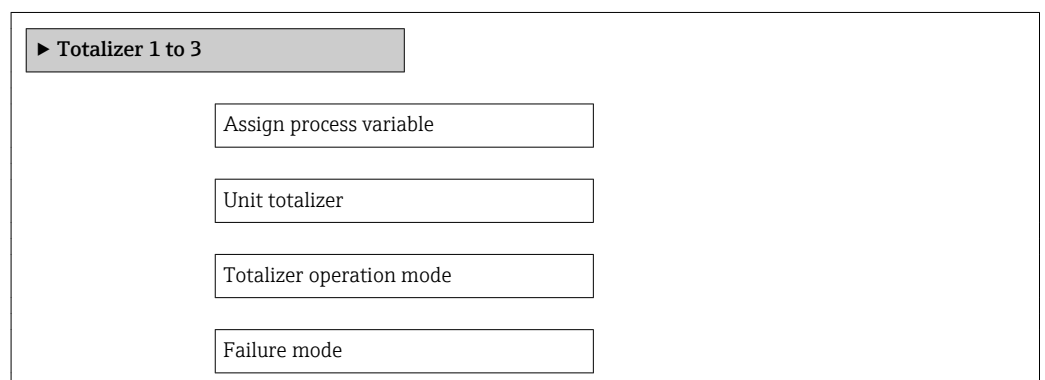 ▶ Totalizer 1 to 3
Assign process variable
Unit totalizer
Totalizer operation mode
Failure mode